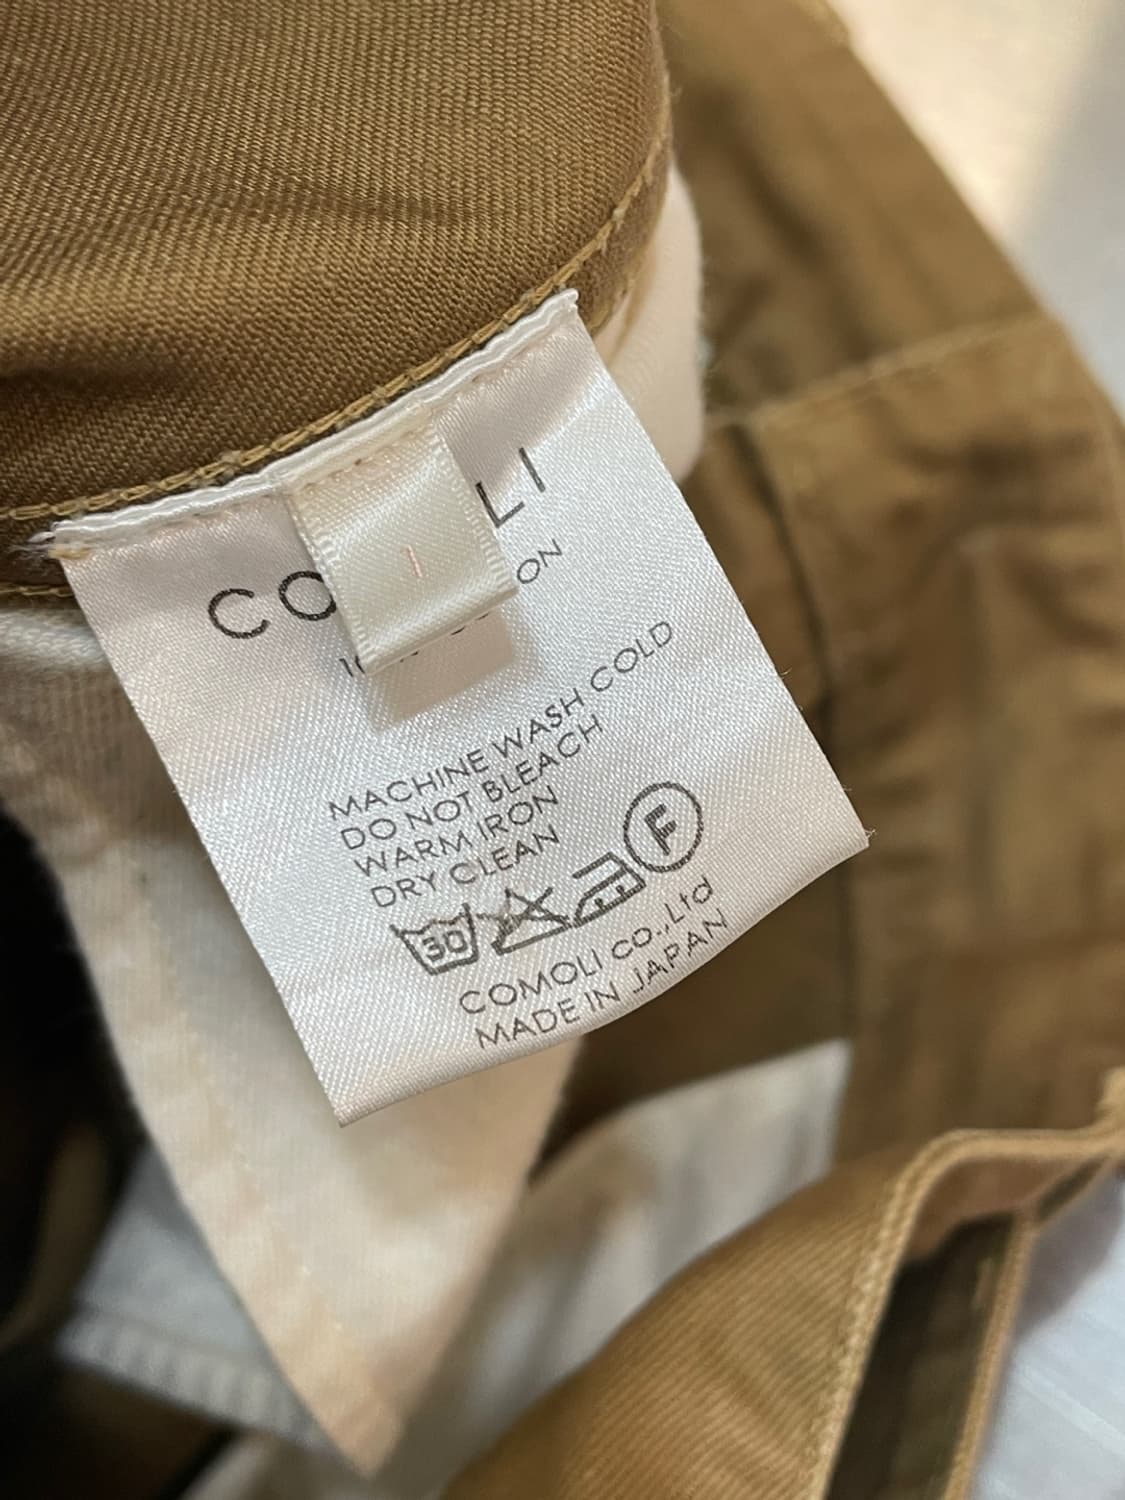 CO LI
I
ON
MACHINE WASH COLD
DO NOT BLEACH
WARM IRON
DRY CLEAN
30 F
COMOLI CO.,Ltd
MADE IN JAPAN